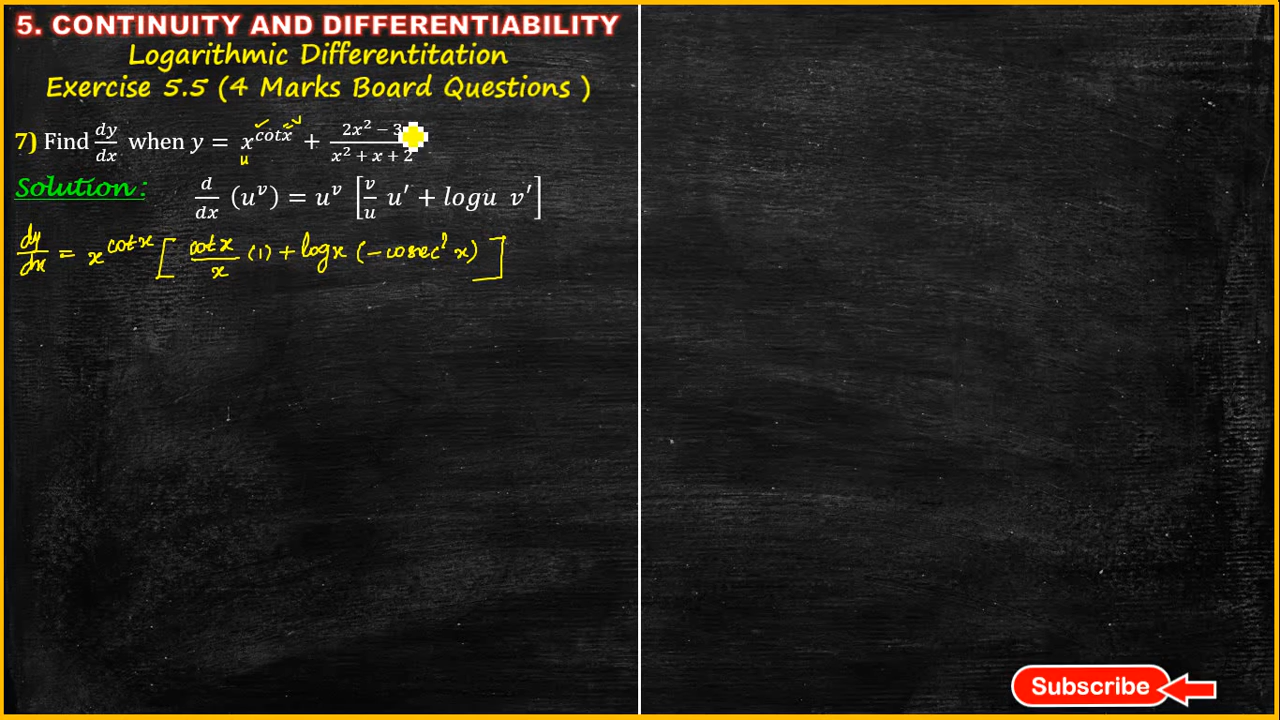 5. CONTINUITY AND DIFFERENTIABILITY
Logarithmic Differentitation
Exercise 5.5 (4 Marks Board Questions )
7) Find dy/dx when y = x^cotx + (2x² − 3)/(x² + x + 2)
u v
Solution :
d/dx (u^v) = u^v [v/u u′ + logu v′]
dy/dx = x^cotx [ cotx/x (1) + logx (−cosec²x) ]
Subscribe